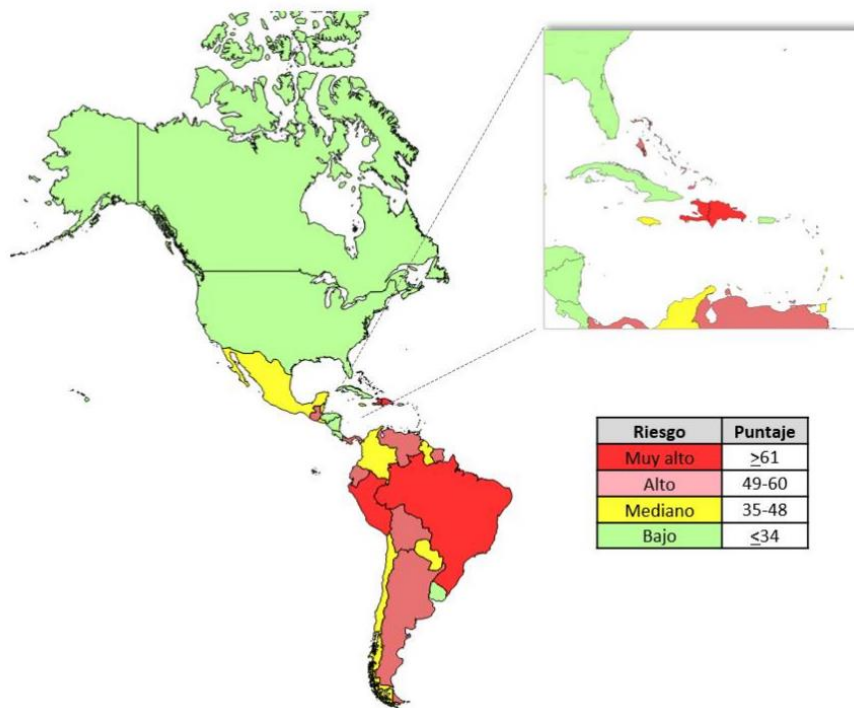 Riesgo Puntaje
Muy alto ≥61
Alto 49-60
Mediano 35-48
Bajo ≤34